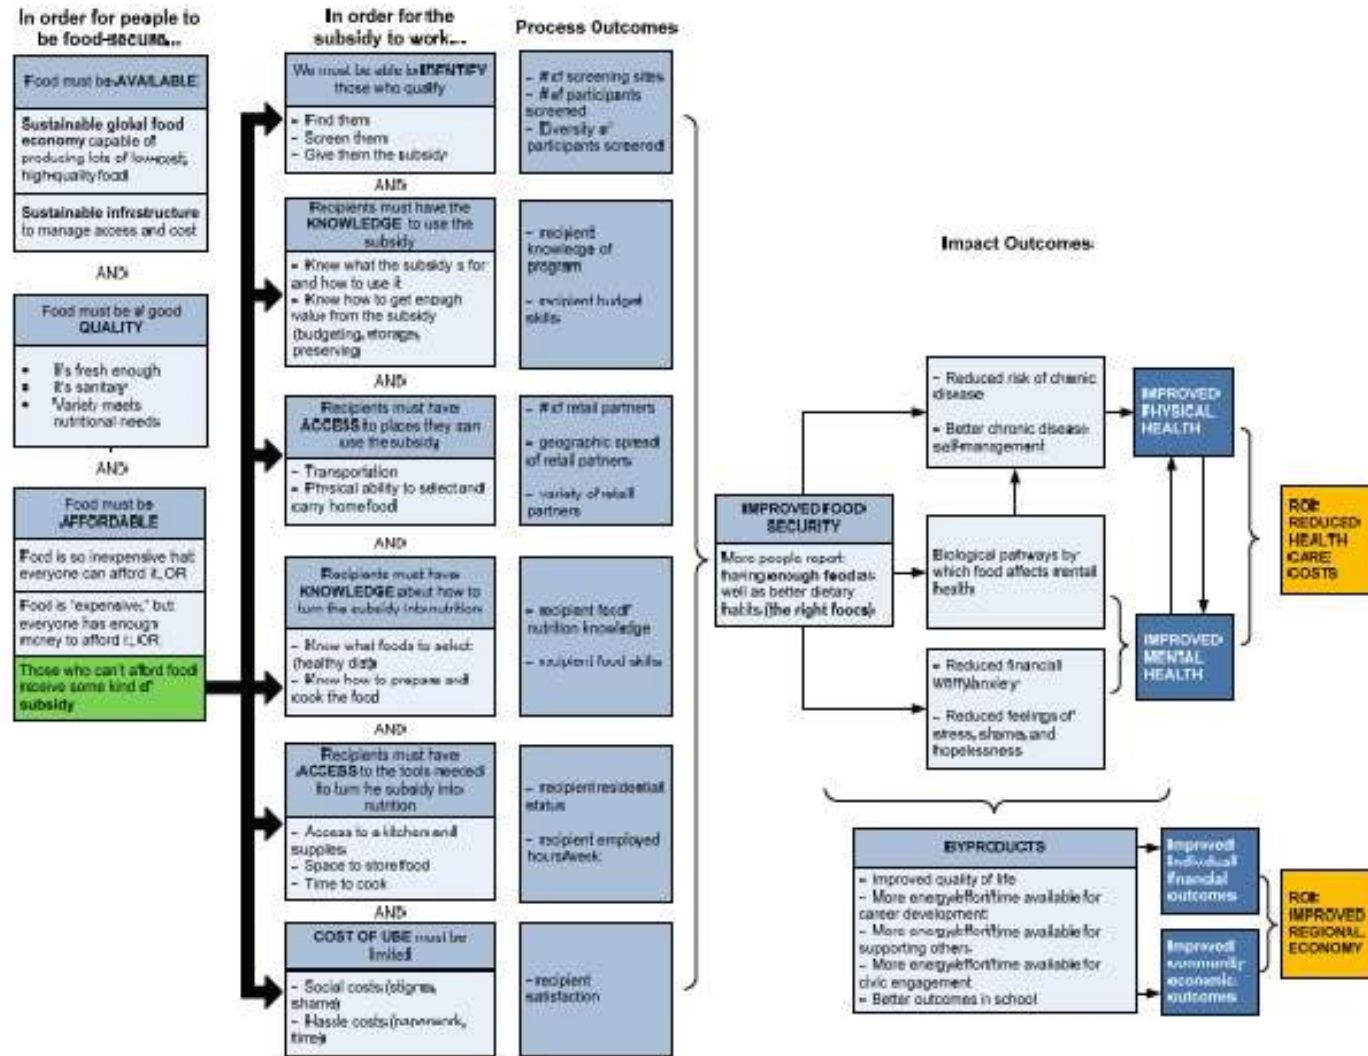 In order for people to
be food-secure...
Food must be AVAILABLE
Sustainable global food
economy capable of
producing lots of low-cost,
high-quality food
Sustainable infrastructure
to manage access and cost
AND
Food must be of good
QUALITY
• It's fresh enough
• It's sanitary
• Variety meets
nutritional needs
AND
Food must be
AFFORDABLE
Food is so inexpensive that
everyone can afford it, OR
Food is "expensive," but
everyone has enough
money to afford it, OR
Those who can't afford food
receive some kind of
subsidy
In order for the
subsidy to work...
We must be able to IDENTIFY
those who qualify
– Find them
– Screen them
– Give them the subsidy
AND
Recipients must have the
KNOWLEDGE to use the
subsidy
– Know what the subsidy is for
and how to use it
– Know how to get enough
value from the subsidy
(budgeting, storage,
preserving)
AND
Recipients must have
ACCESS to places they can
use the subsidy
– Transportation
– Physical ability to select and
carry home food
AND
Recipients must have
KNOWLEDGE about how to
turn the subsidy into nutrition
– Know what foods to select
(healthy diet)
– Know how to prepare and
cook the food
AND
Recipients must have
ACCESS to the tools needed
to turn the subsidy into
nutrition
– Access to a kitchen and
supplies
– Space to store food
– Time to cook
AND
COST OF USE must be
limited
– Social costs (stigma,
shame)
– Hassle costs (paperwork,
time)
Process Outcomes
– # of screening sites
– # of participants
screened
– Diversity of
participants screened
– recipient
knowledge of
program
– recipient budget
skills
– # of retail partners
– geographic spread
of retail partners
– variety of retail
partners
– recipient food/
nutrition knowledge
– recipient food skills
– recipient residential
status
– recipient employed
hours/week
– recipient
satisfaction
Impact Outcomes
IMPROVED FOOD
SECURITY
More people report
having enough food as
well as better dietary
habits (the right foods)
– Reduced risk of chronic
disease
– Better chronic disease
self-management
Biological pathways by
which food affects mental
health
– Reduced financial
worry/anxiety
– Reduced feelings of
stress, shame, and
hopelessness
IMPROVED
PHYSICAL
HEALTH
IMPROVED
MENTAL
HEALTH
ROI:
REDUCED
HEALTH
CARE
COSTS
BYPRODUCTS
– Improved quality of life
– More energy/effort/time available for
career development
– More energy/effort/time available for
supporting others
– More energy/effort/time available for
civic engagement
– Better outcomes in school
Improved
individual
financial
outcomes
Improved
community
economic
outcomes
ROI:
IMPROVED
REGIONAL
ECONOMY